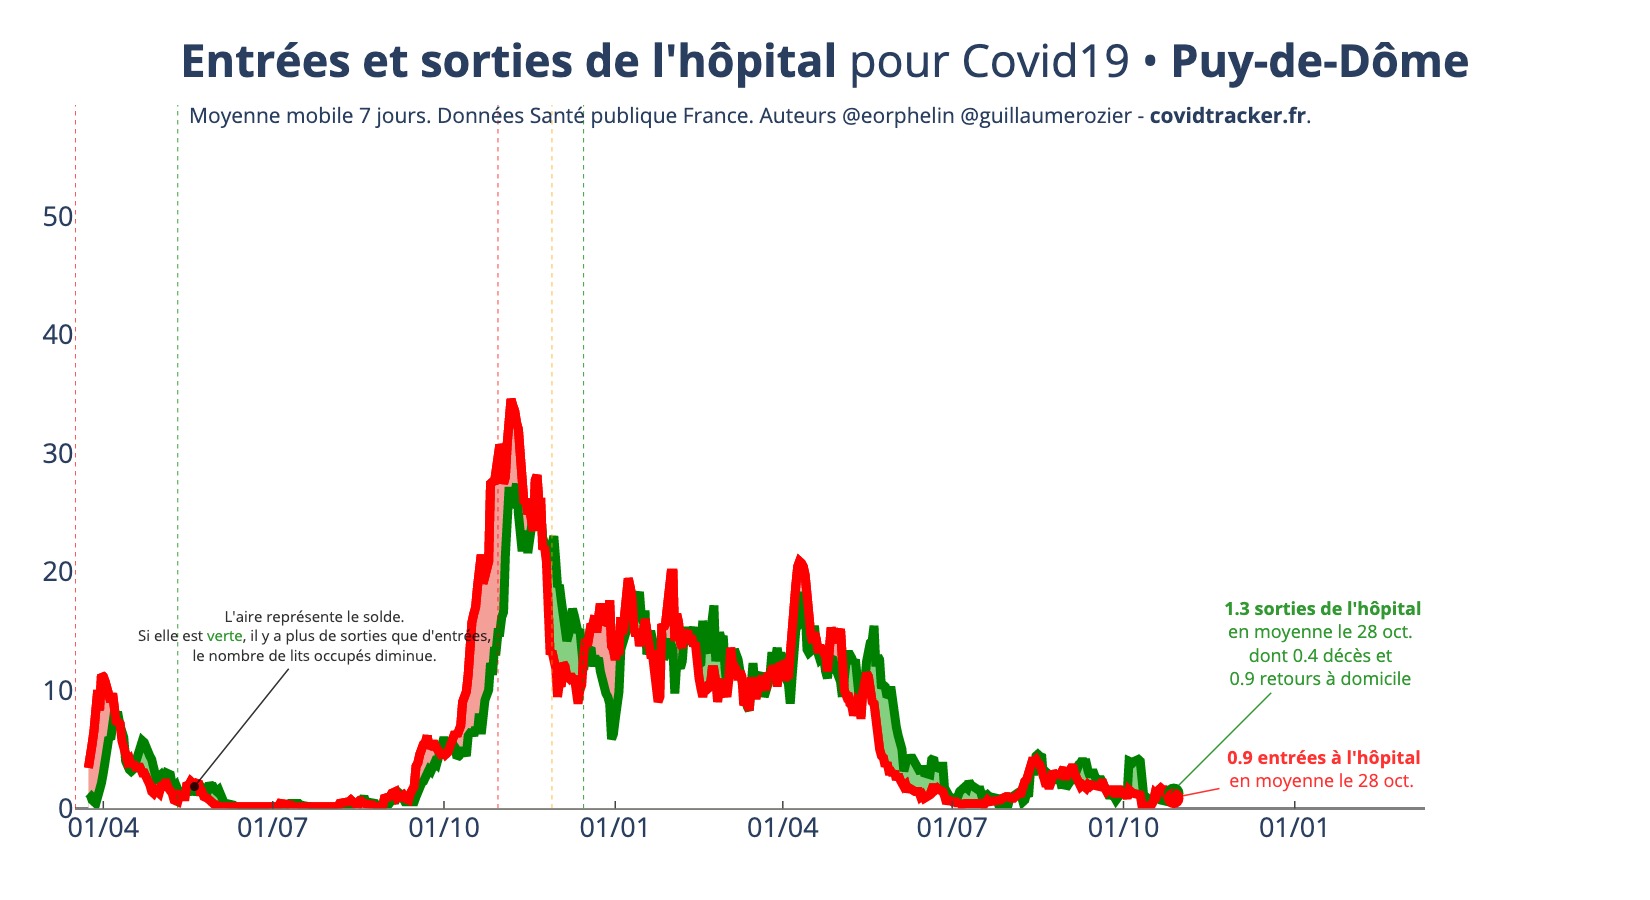 Entrées et sorties de l'hôpital pour Covid19 • Puy-de-Dôme
Moyenne mobile 7 jours. Données Santé publique France. Auteurs @eorphelin @guillaumerozier - covidtracker.fr.
50
40
30
20
10
0
L'aire représente le solde.
Si elle est verte, il y a plus de sorties que d'entrées,
le nombre de lits occupés diminue.
1.3 sorties de l'hôpital
en moyenne le 28 oct.
dont 0.4 décès et
0.9 retours à domicile
0.9 entrées à l'hôpital
en moyenne le 28 oct.
01/04 01/07 01/10 01/01 01/04 01/07 01/10 01/01